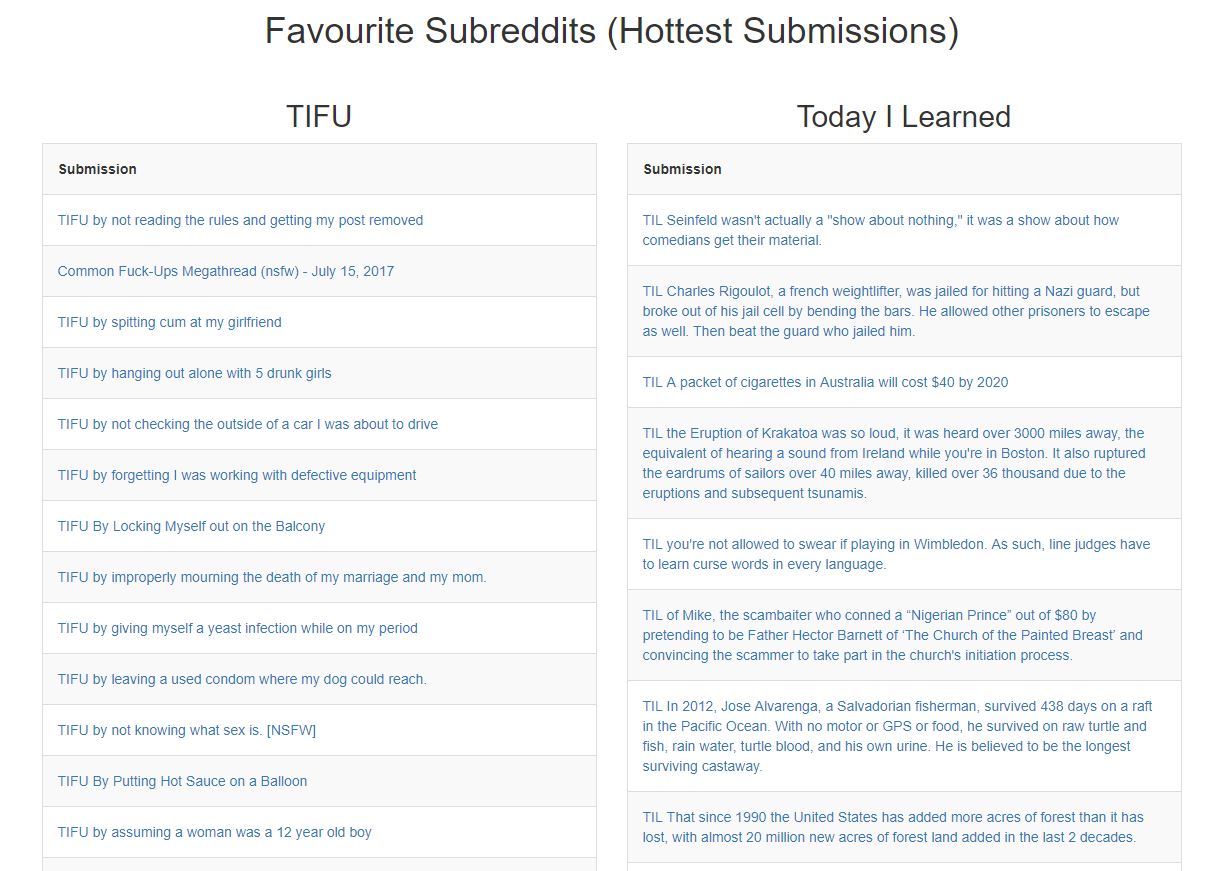 Favourite Subreddits (Hottest Submissions)
TIFU
Submission
TIFU by not reading the rules and getting my post removed
Common Fuck-Ups Megathread (nsfw) - July 15, 2017
TIFU by spitting cum at my girlfriend
TIFU by hanging out alone with 5 drunk girls
TIFU by not checking the outside of a car I was about to drive
TIFU by forgetting I was working with defective equipment
TIFU By Locking Myself out on the Balcony
TIFU by improperly mourning the death of my marriage and my mom.
TIFU by giving myself a yeast infection while on my period
TIFU by leaving a used condom where my dog could reach.
TIFU by not knowing what sex is. [NSFW]
TIFU By Putting Hot Sauce on a Balloon
TIFU by assuming a woman was a 12 year old boy
Today I Learned
Submission
TIL Seinfeld wasn't actually a "show about nothing," it was a show about how
comedians get their material.
TIL Charles Rigoulot, a french weightlifter, was jailed for hitting a Nazi guard, but
broke out of his jail cell by bending the bars. He allowed other prisoners to escape
as well. Then beat the guard who jailed him.
TIL A packet of cigarettes in Australia will cost $40 by 2020
TIL the Eruption of Krakatoa was so loud, it was heard over 3000 miles away, the
equivalent of hearing a sound from Ireland while you're in Boston. It also ruptured
the eardrums of sailors over 40 miles away, killed over 36 thousand due to the
eruptions and subsequent tsunamis.
TIL you're not allowed to swear if playing in Wimbledon. As such, line judges have
to learn curse words in every language.
TIL of Mike, the scambaiter who conned a “Nigerian Prince” out of $80 by
pretending to be Father Hector Barnett of ‘The Church of the Painted Breast’ and
convincing the scammer to take part in the church's initiation process.
TIL In 2012, Jose Alvarenga, a Salvadorian fisherman, survived 438 days on a raft
in the Pacific Ocean. With no motor or GPS or food, he survived on raw turtle and
fish, rain water, turtle blood, and his own urine. He is believed to be the longest
surviving castaway.
TIL That since 1990 the United States has added more acres of forest than it has
lost, with almost 20 million new acres of forest land added in the last 2 decades.